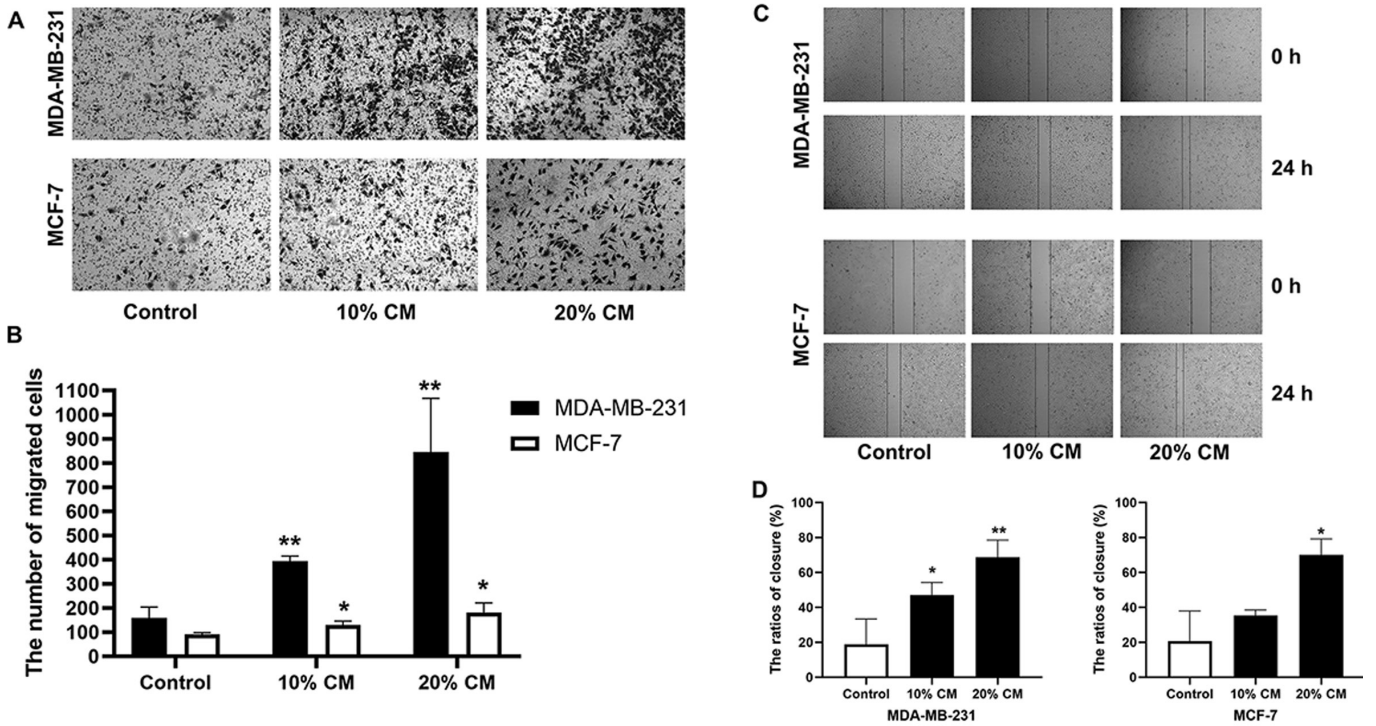 A
MDA-MB-231
MCF-7
Control 10% CM 20% CM
B
The number of migrated cells
1100
1000
900
800
700
600
500
400
300
200
100
0
** ** * *
MDA-MB-231
MCF-7
Control 10% CM 20% CM
C
MDA-MB-231
0 h
24 h
MCF-7
0 h
24 h
Control 10% CM 20% CM
D
The ratios of closure (%)
100
80
60
40
20
0
* **
Control 10% CM 20% CM
MDA-MB-231
The ratios of closure (%)
100
80
60
40
20
0
*
Control 10% CM 20% CM
MCF-7